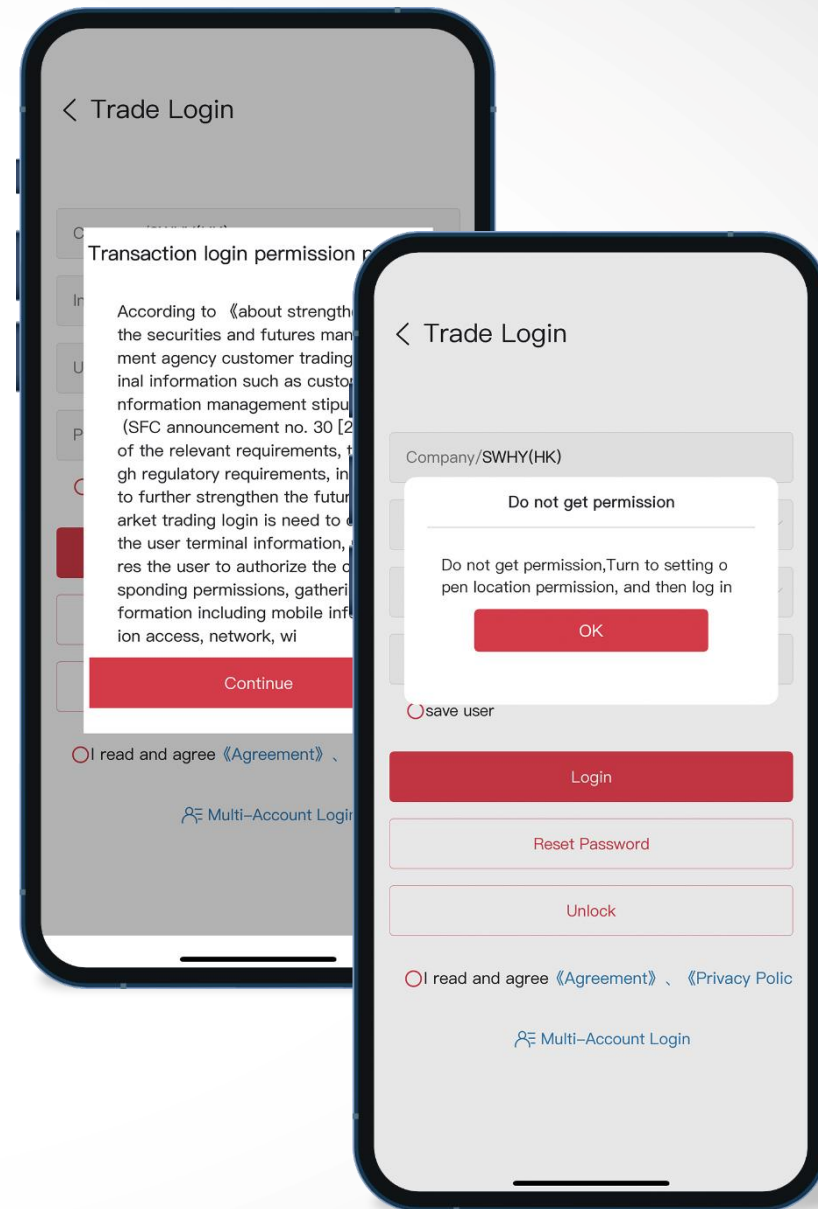 Trade Login
Transaction login permission
According to 《about strength
the securities and futures man
ment agency customer trading
inal information such as custo
nformation management stipu
(SFC announcement no. 30 [2
of the relevant requirements, t
gh regulatory requirements, in
to further strengthen the futur
arket trading login is need to
the user terminal information,
res the user to authorize the
sponding permissions, gatheri
formation including mobile inf
ion access, network, wi
Continue
I read and agree 《Agreement》 、
Multi-Account Login
Trade Login
Company/SWHY(HK)
Do not get permission
Do not get permission,Turn to setting o
pen location permission, and then log in
OK
save user
Login
Reset Password
Unlock
I read and agree 《Agreement》 、 《Privacy Polic
Multi-Account Login